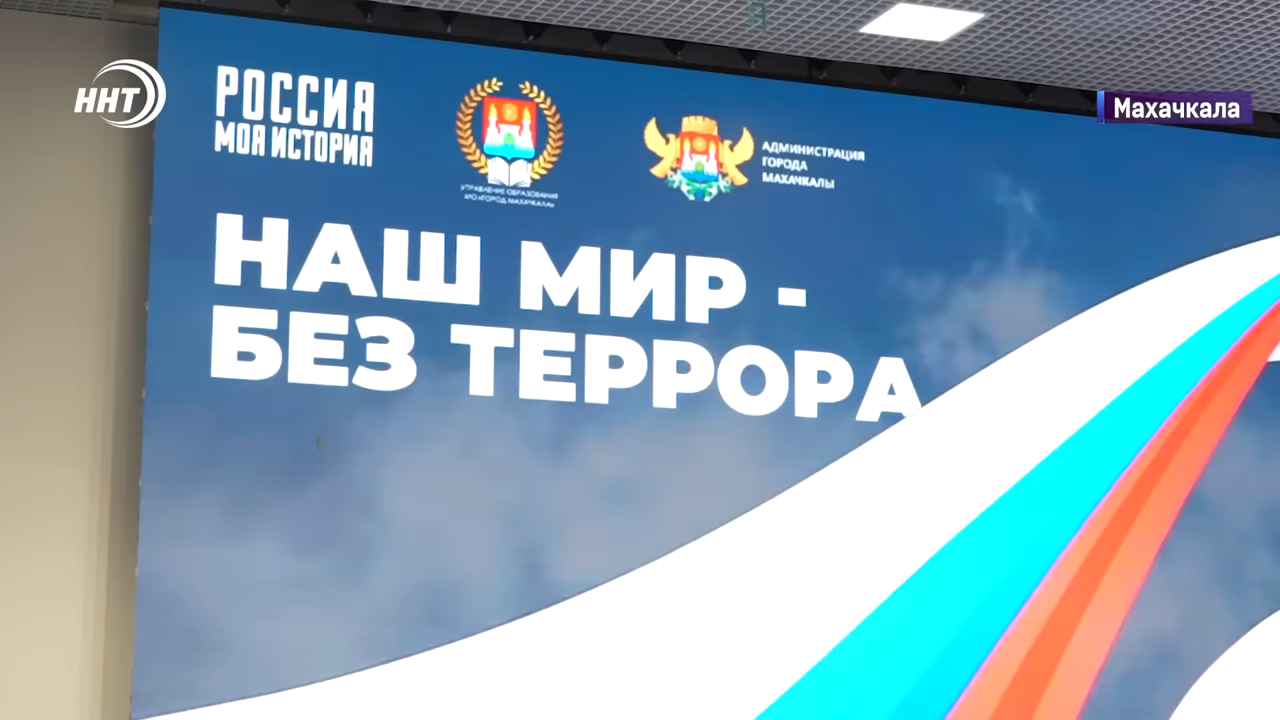 ННТ
Махачкала
РОССИЯ
МОЯ ИСТОРИЯ
УПРАВЛЕНИЕ ОБРАЗОВАНИЯ
МО «ГОРОД МАХАЧКАЛА»
АДМИНИСТРАЦИЯ
ГОРОДА
МАХАЧКАЛЫ
НАШ МИР -
БЕЗ ТЕРРОРА